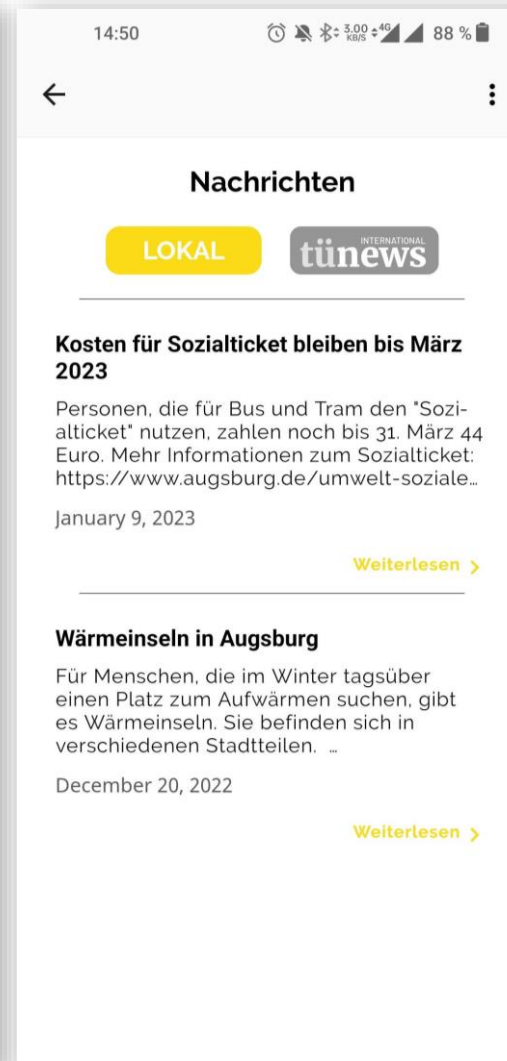 14:50
3.00 KB/S 4G 88 %
Nachrichten
LOKAL
INTERNATIONAL
tünews
Kosten für Sozialticket bleiben bis März
2023
Personen, die für Bus und Tram den "Sozi-
alticket" nutzen, zahlen noch bis 31. März 44
Euro. Mehr Informationen zum Sozialticket:
https://www.augsburg.de/umwelt-soziale…
January 9, 2023
Weiterlesen
Wärmeinseln in Augsburg
Für Menschen, die im Winter tagsüber
einen Platz zum Aufwärmen suchen, gibt
es Wärmeinseln. Sie befinden sich in
verschiedenen Stadtteilen. …
December 20, 2022
Weiterlesen